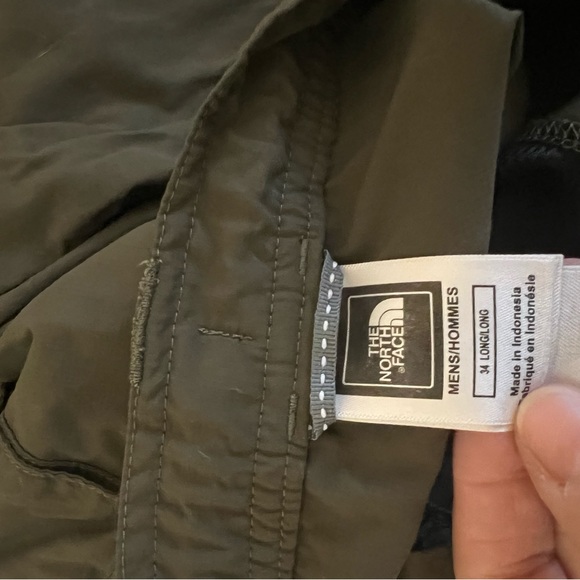 THE
NORTH
FACE®
MENS/HOMMES
34 LONG/LONG
Made in Indonesia
Fabriqué en Indonésie